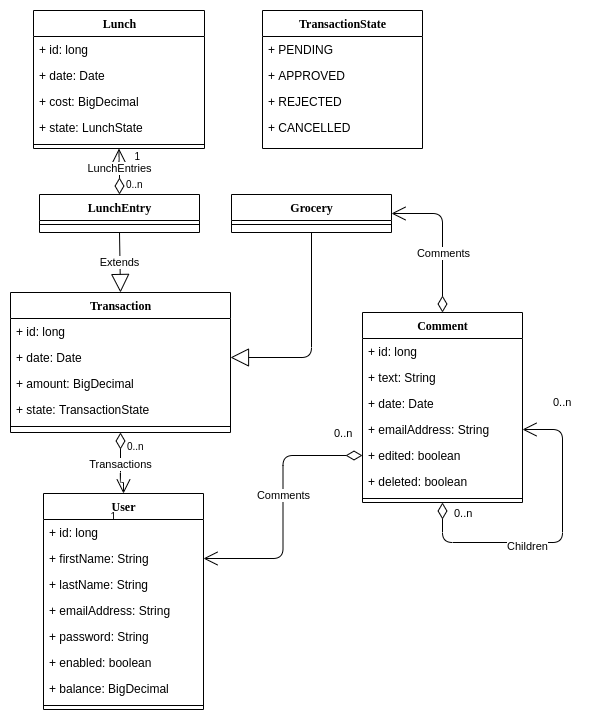 Lunch
+ id: long
+ date: Date
+ cost: BigDecimal
+ state: LunchState
TransactionState
+ PENDING
+ APPROVED
+ REJECTED
+ CANCELLED
1
LunchEntries
0..n
LunchEntry
Grocery
Extends
Comments
Transaction
+ id: long
+ date: Date
+ amount: BigDecimal
+ state: TransactionState
Comment
+ id: long
+ text: String
+ date: Date
+ emailAddress: String
+ edited: boolean
+ deleted: boolean
0..n
0..n
0..n
Transactions
Comments
0..n
Children
User
1
+ id: long
+ firstName: String
+ lastName: String
+ emailAddress: String
+ password: String
+ enabled: boolean
+ balance: BigDecimal